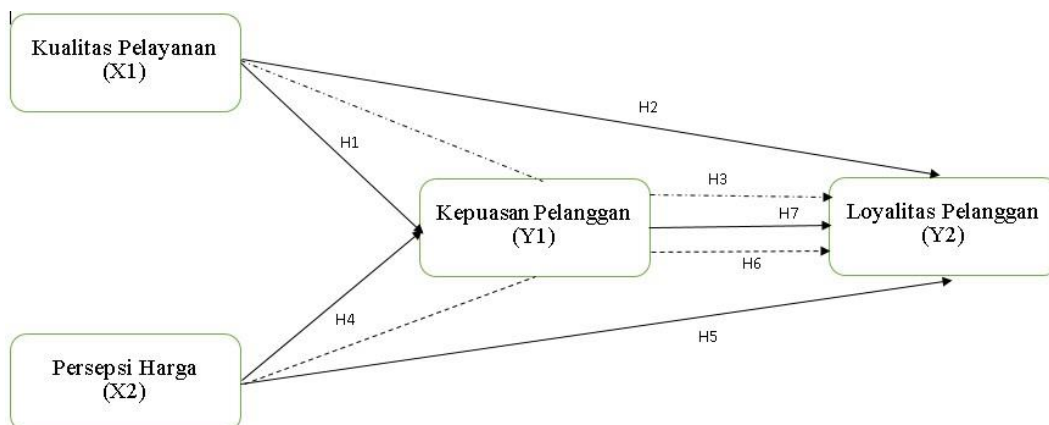 Kualitas Pelayanan
(X1)
H2
H1
H3
Kepuasan Pelanggan
(Y1)
H7
Loyalitas Pelanggan
(Y2)
H6
H4
H5
Persepsi Harga
(X2)